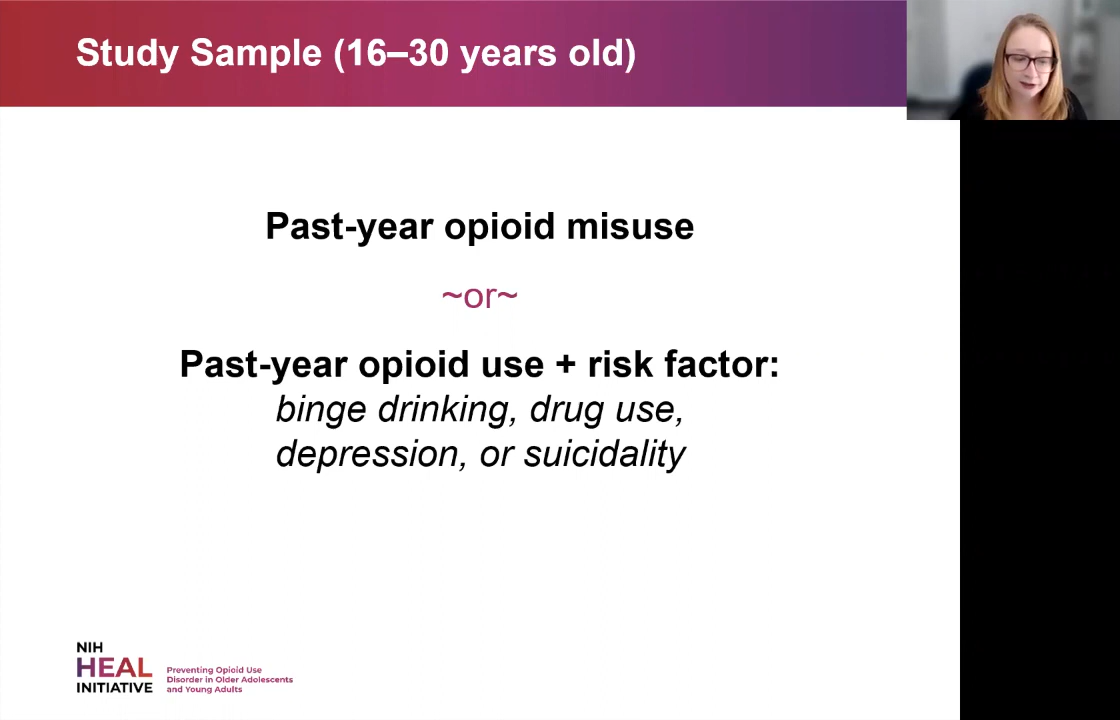 Study Sample (16–30 years old)
Past-year opioid misuse
~or~
Past-year opioid use + risk factor:
binge drinking, drug use,
depression, or suicidality
NIH
HEAL
INITIATIVE
Preventing Opioid Use
Disorder in Older Adolescents
and Young Adults